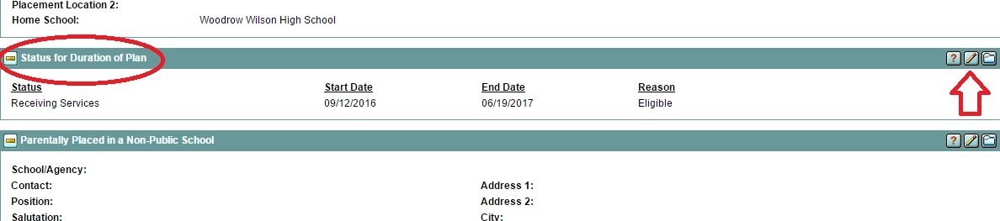 Placement Location 2:
Home School: Woodrow Wilson High School
Status for Duration of Plan ?
Status Start Date End Date Reason
Receiving Services 09/12/2016 06/19/2017 Eligible
Parentally Placed in a Non-Public School ?
School/Agency:
Contact: Address 1:
Position: Address 2:
Salutation: City: